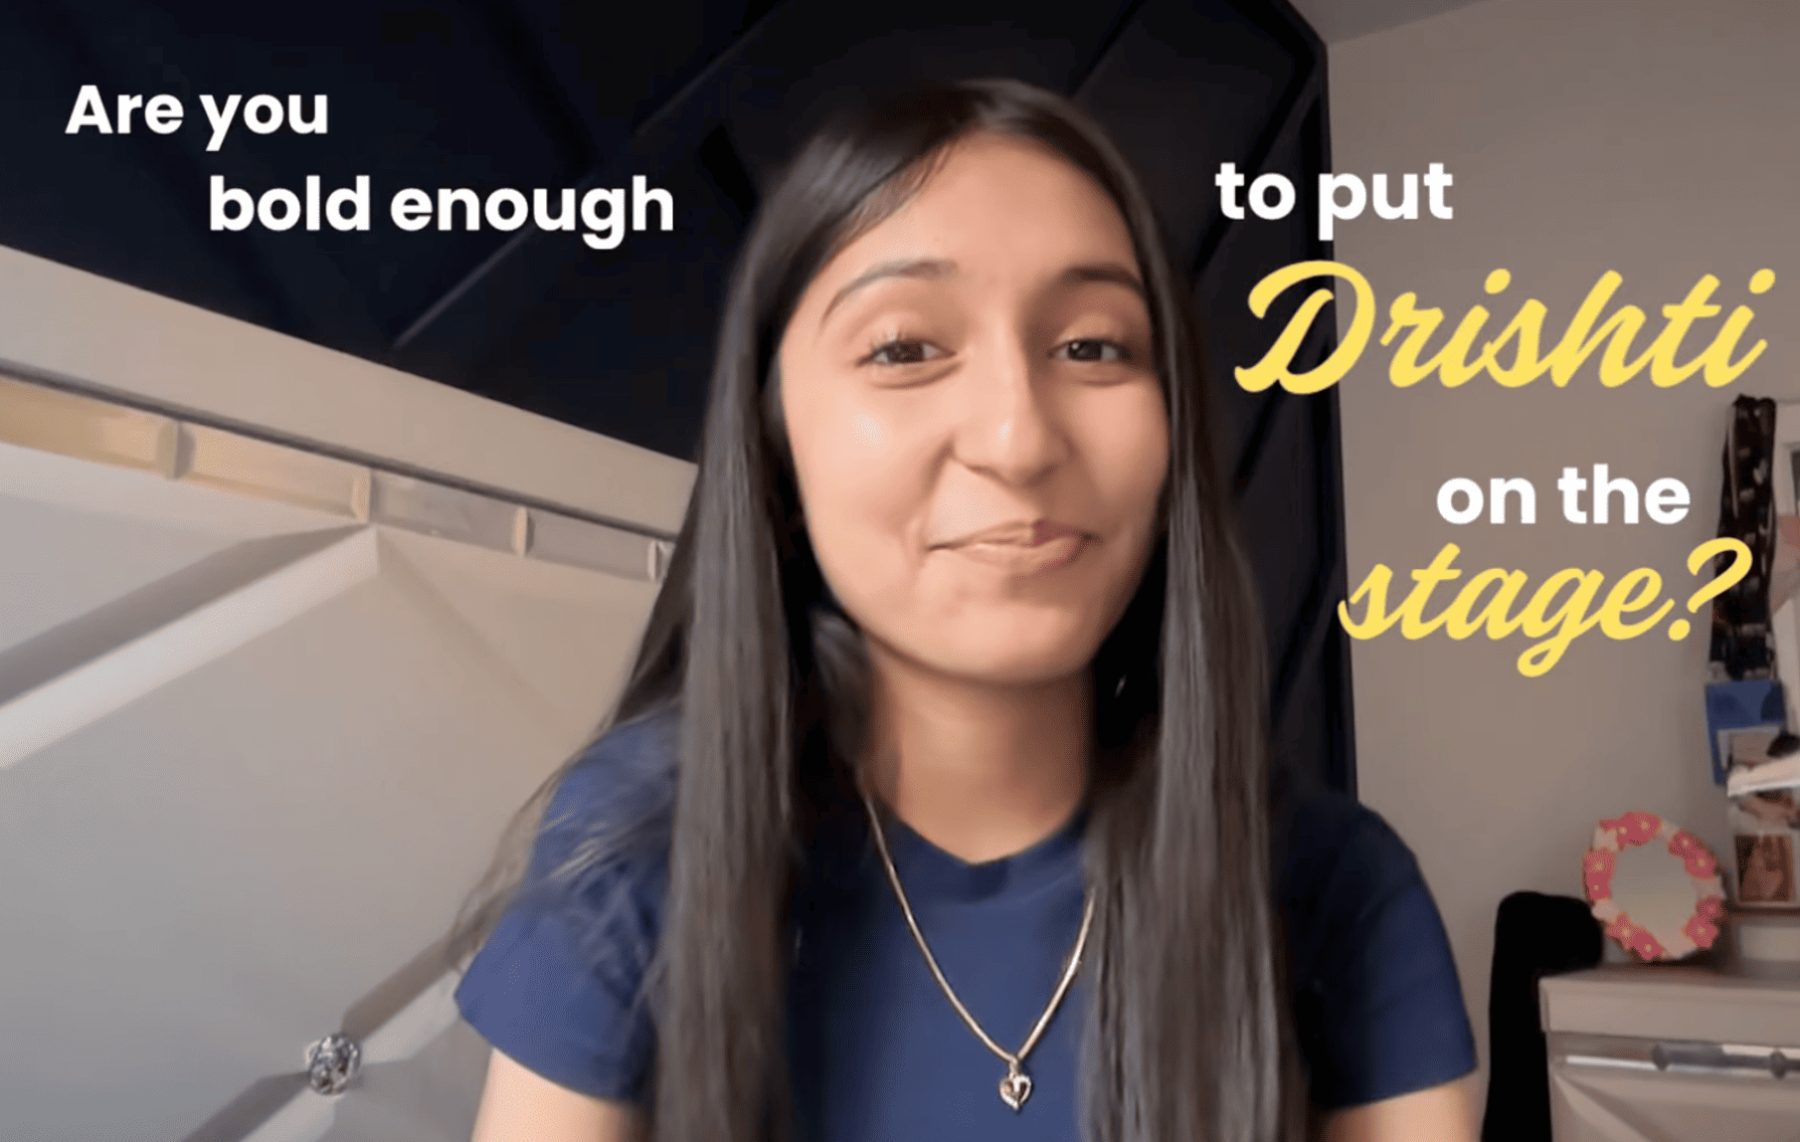 Are you
bold enough
to put
Drishti
on the
stage?